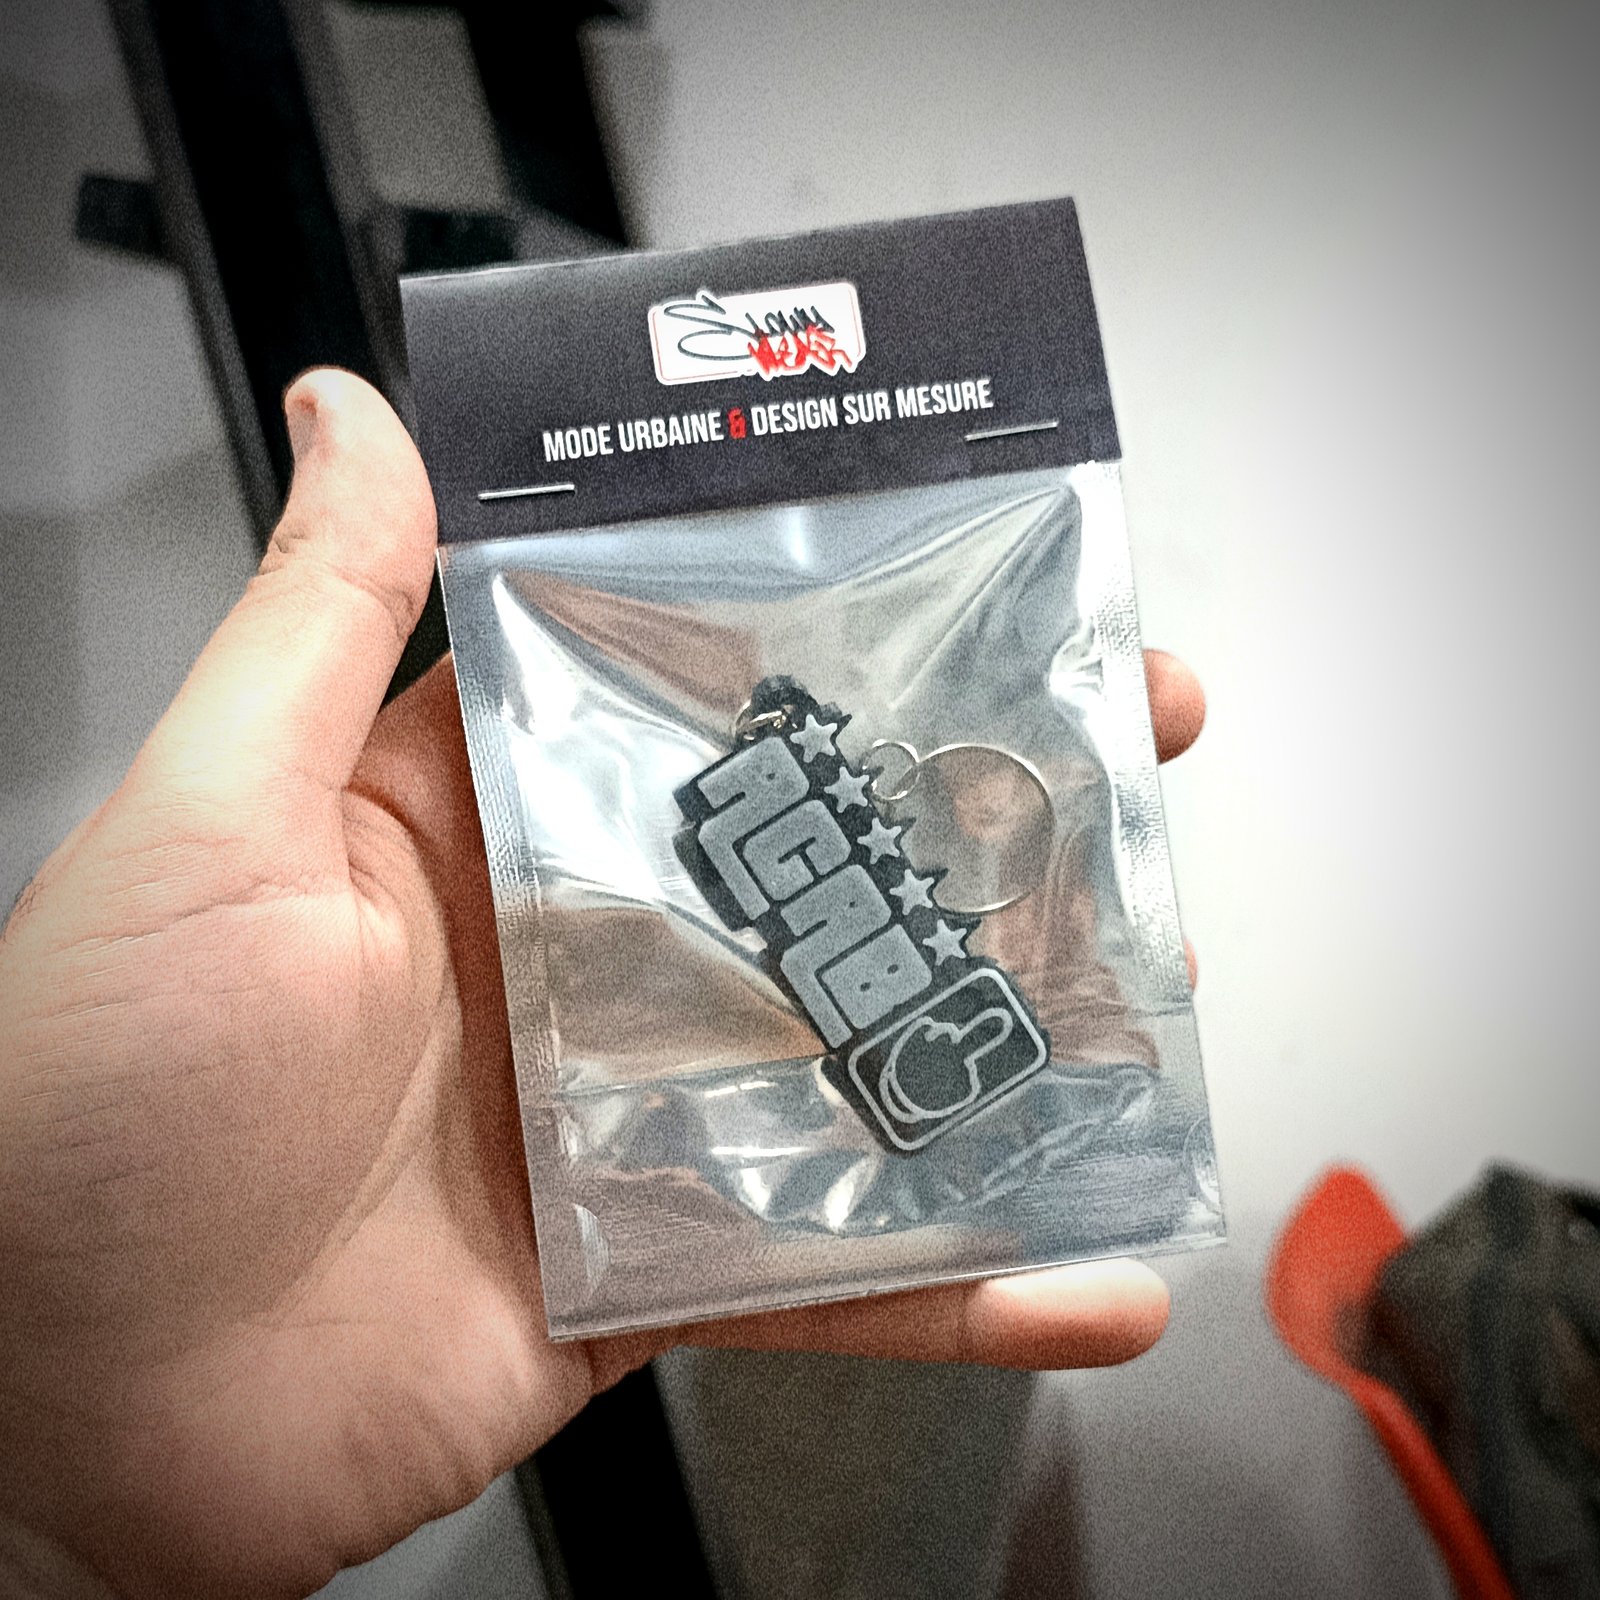 MODE URBAINE & DESIGN SUR MESURE
ACAB